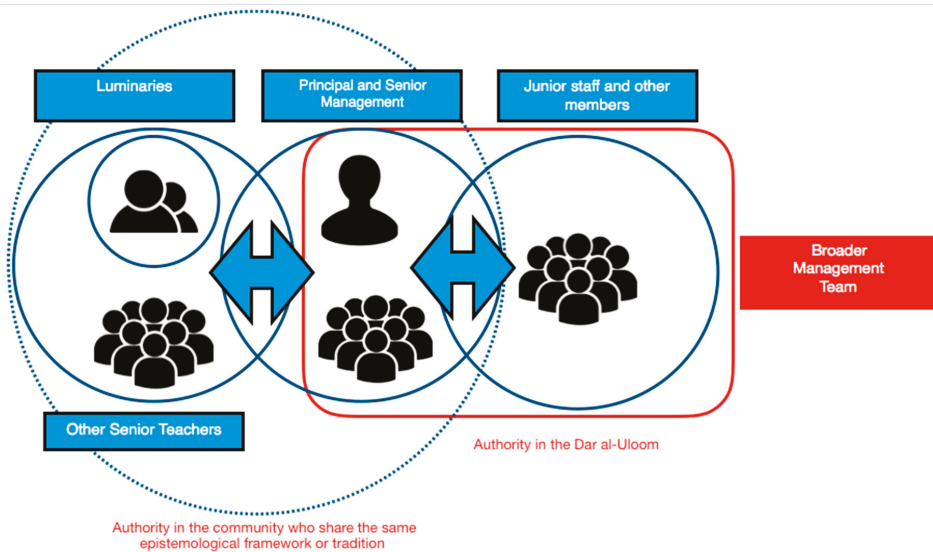 Luminaries
Principal and Senior
Management
Junior staff and other
members
Broader
Management
Team
Other Senior Teachers
Authority in the Dar al-Uloom
Authority in the community who share the same
epistemological framework or tradition